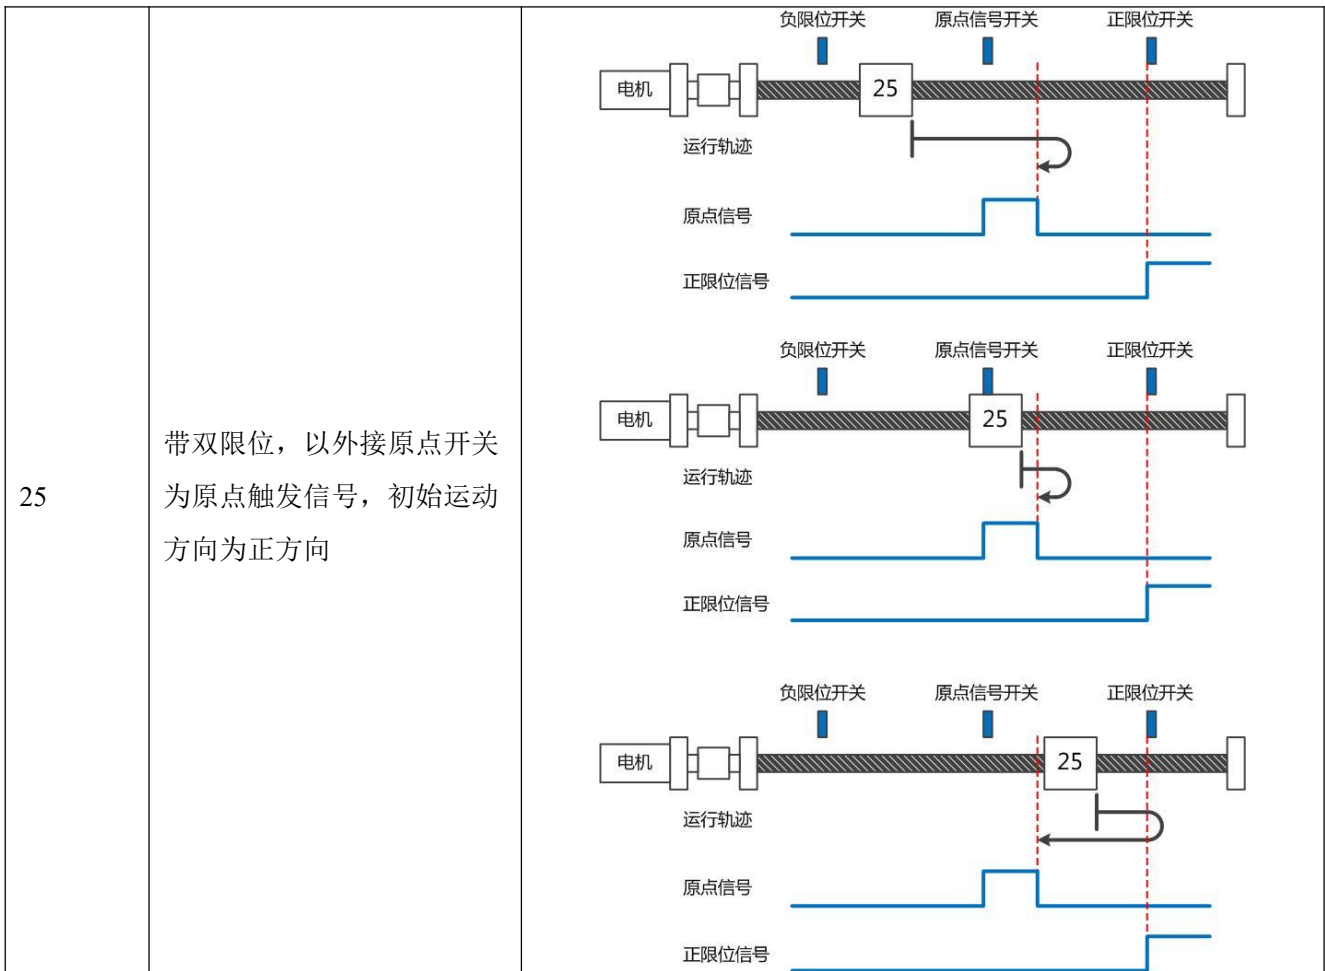 25
带双限位，以外接原点开关
为原点触发信号，初始运动
方向为正方向
负限位开关 原点信号开关 正限位开关
电机 25
运行轨迹
原点信号
正限位信号
负限位开关 原点信号开关 正限位开关
电机 25
运行轨迹
原点信号
正限位信号
负限位开关 原点信号开关 正限位开关
电机 25
运行轨迹
原点信号
正限位信号